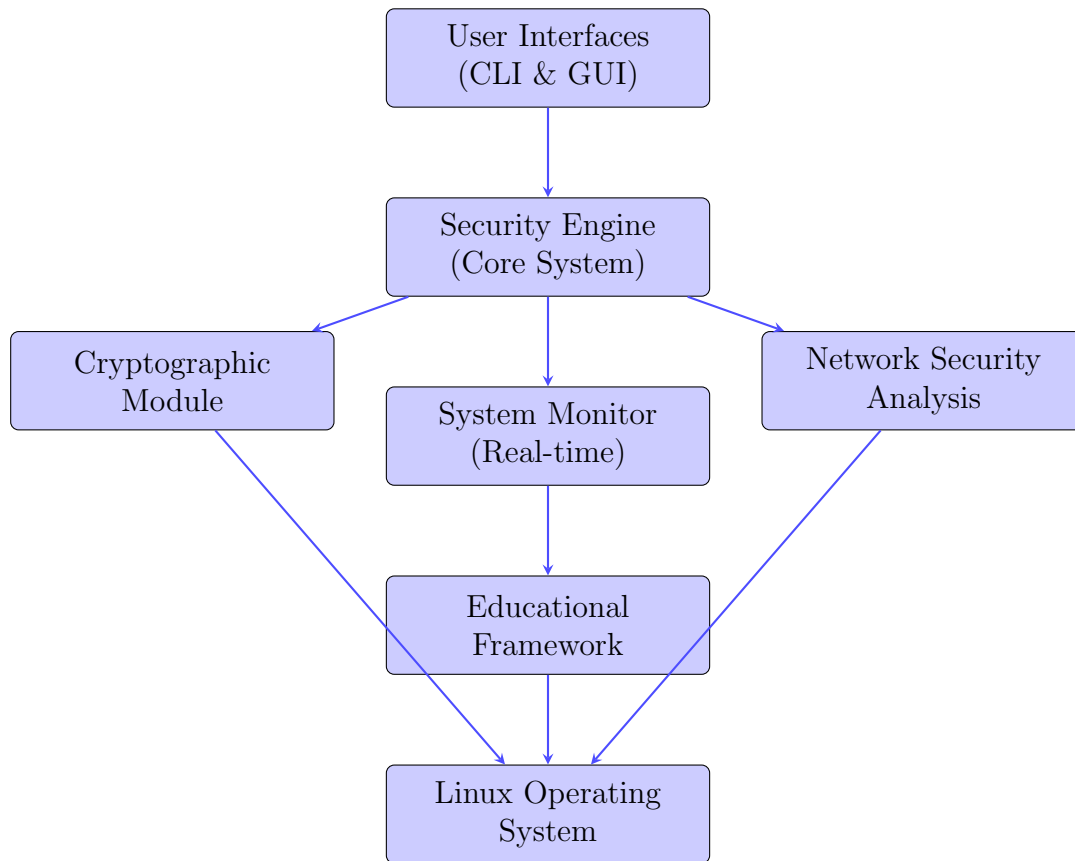 User Interfaces
(CLI & GUI)
Security Engine
(Core System)
Cryptographic
Module
Network Security
Analysis
System Monitor
(Real-time)
Educational
Framework
Linux Operating
System